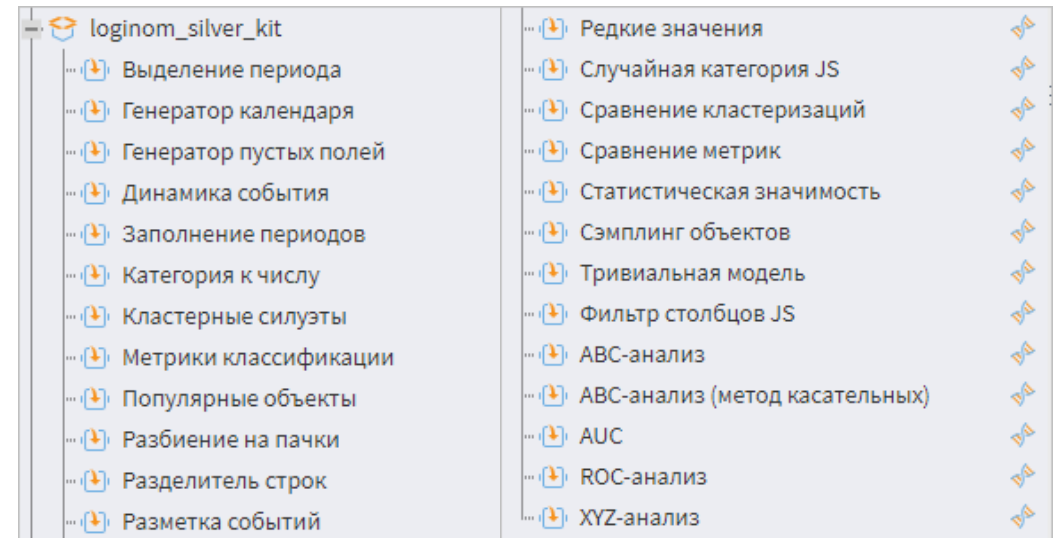 loginom_silver_kit
Выделение периода
Генератор календаря
Генератор пустых полей
Динамика события
Заполнение периодов
Категория к числу
Кластерные силуэты
Метрики классификации
Популярные объекты
Разбиение на пачки
Разделитель строк
Разметка событий
Редкие значения
Случайная категория JS
Сравнение кластеризаций
Сравнение метрик
Статистическая значимость
Сэмплинг объектов
Тривиальная модель
Фильтр столбцов JS
ABC-анализ
ABC-анализ (метод касательных)
AUC
ROC-анализ
XYZ-анализ